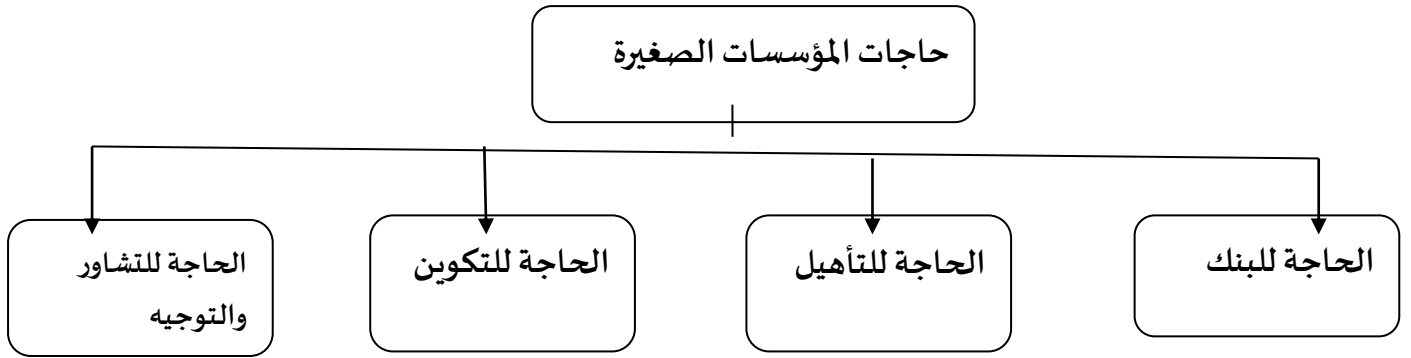 حاجات المؤسسات الصغيرة
الحاجة للبنك
الحاجة للتأهيل
الحاجة للتكوين
الحاجة للتشاور
والتوجيه